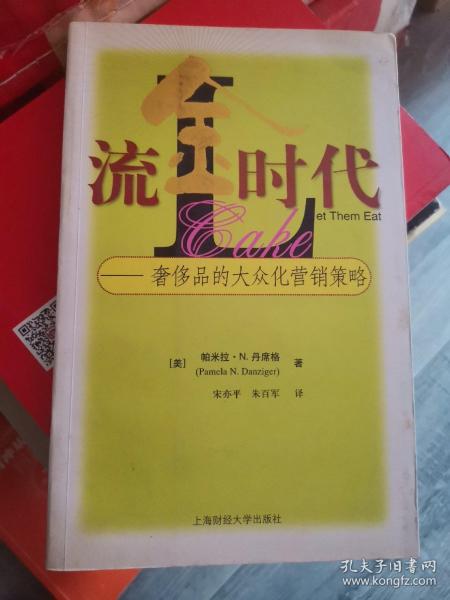 流金时代
Let Them Eat
Cake
——奢侈品的大众化营销策略
[美] 帕米拉·N. 丹席格 著
(Pamela N. Danziger)
宋亦平 朱百军 译
上海财经大学出版社
孔夫子旧书网
www.kongfz.com